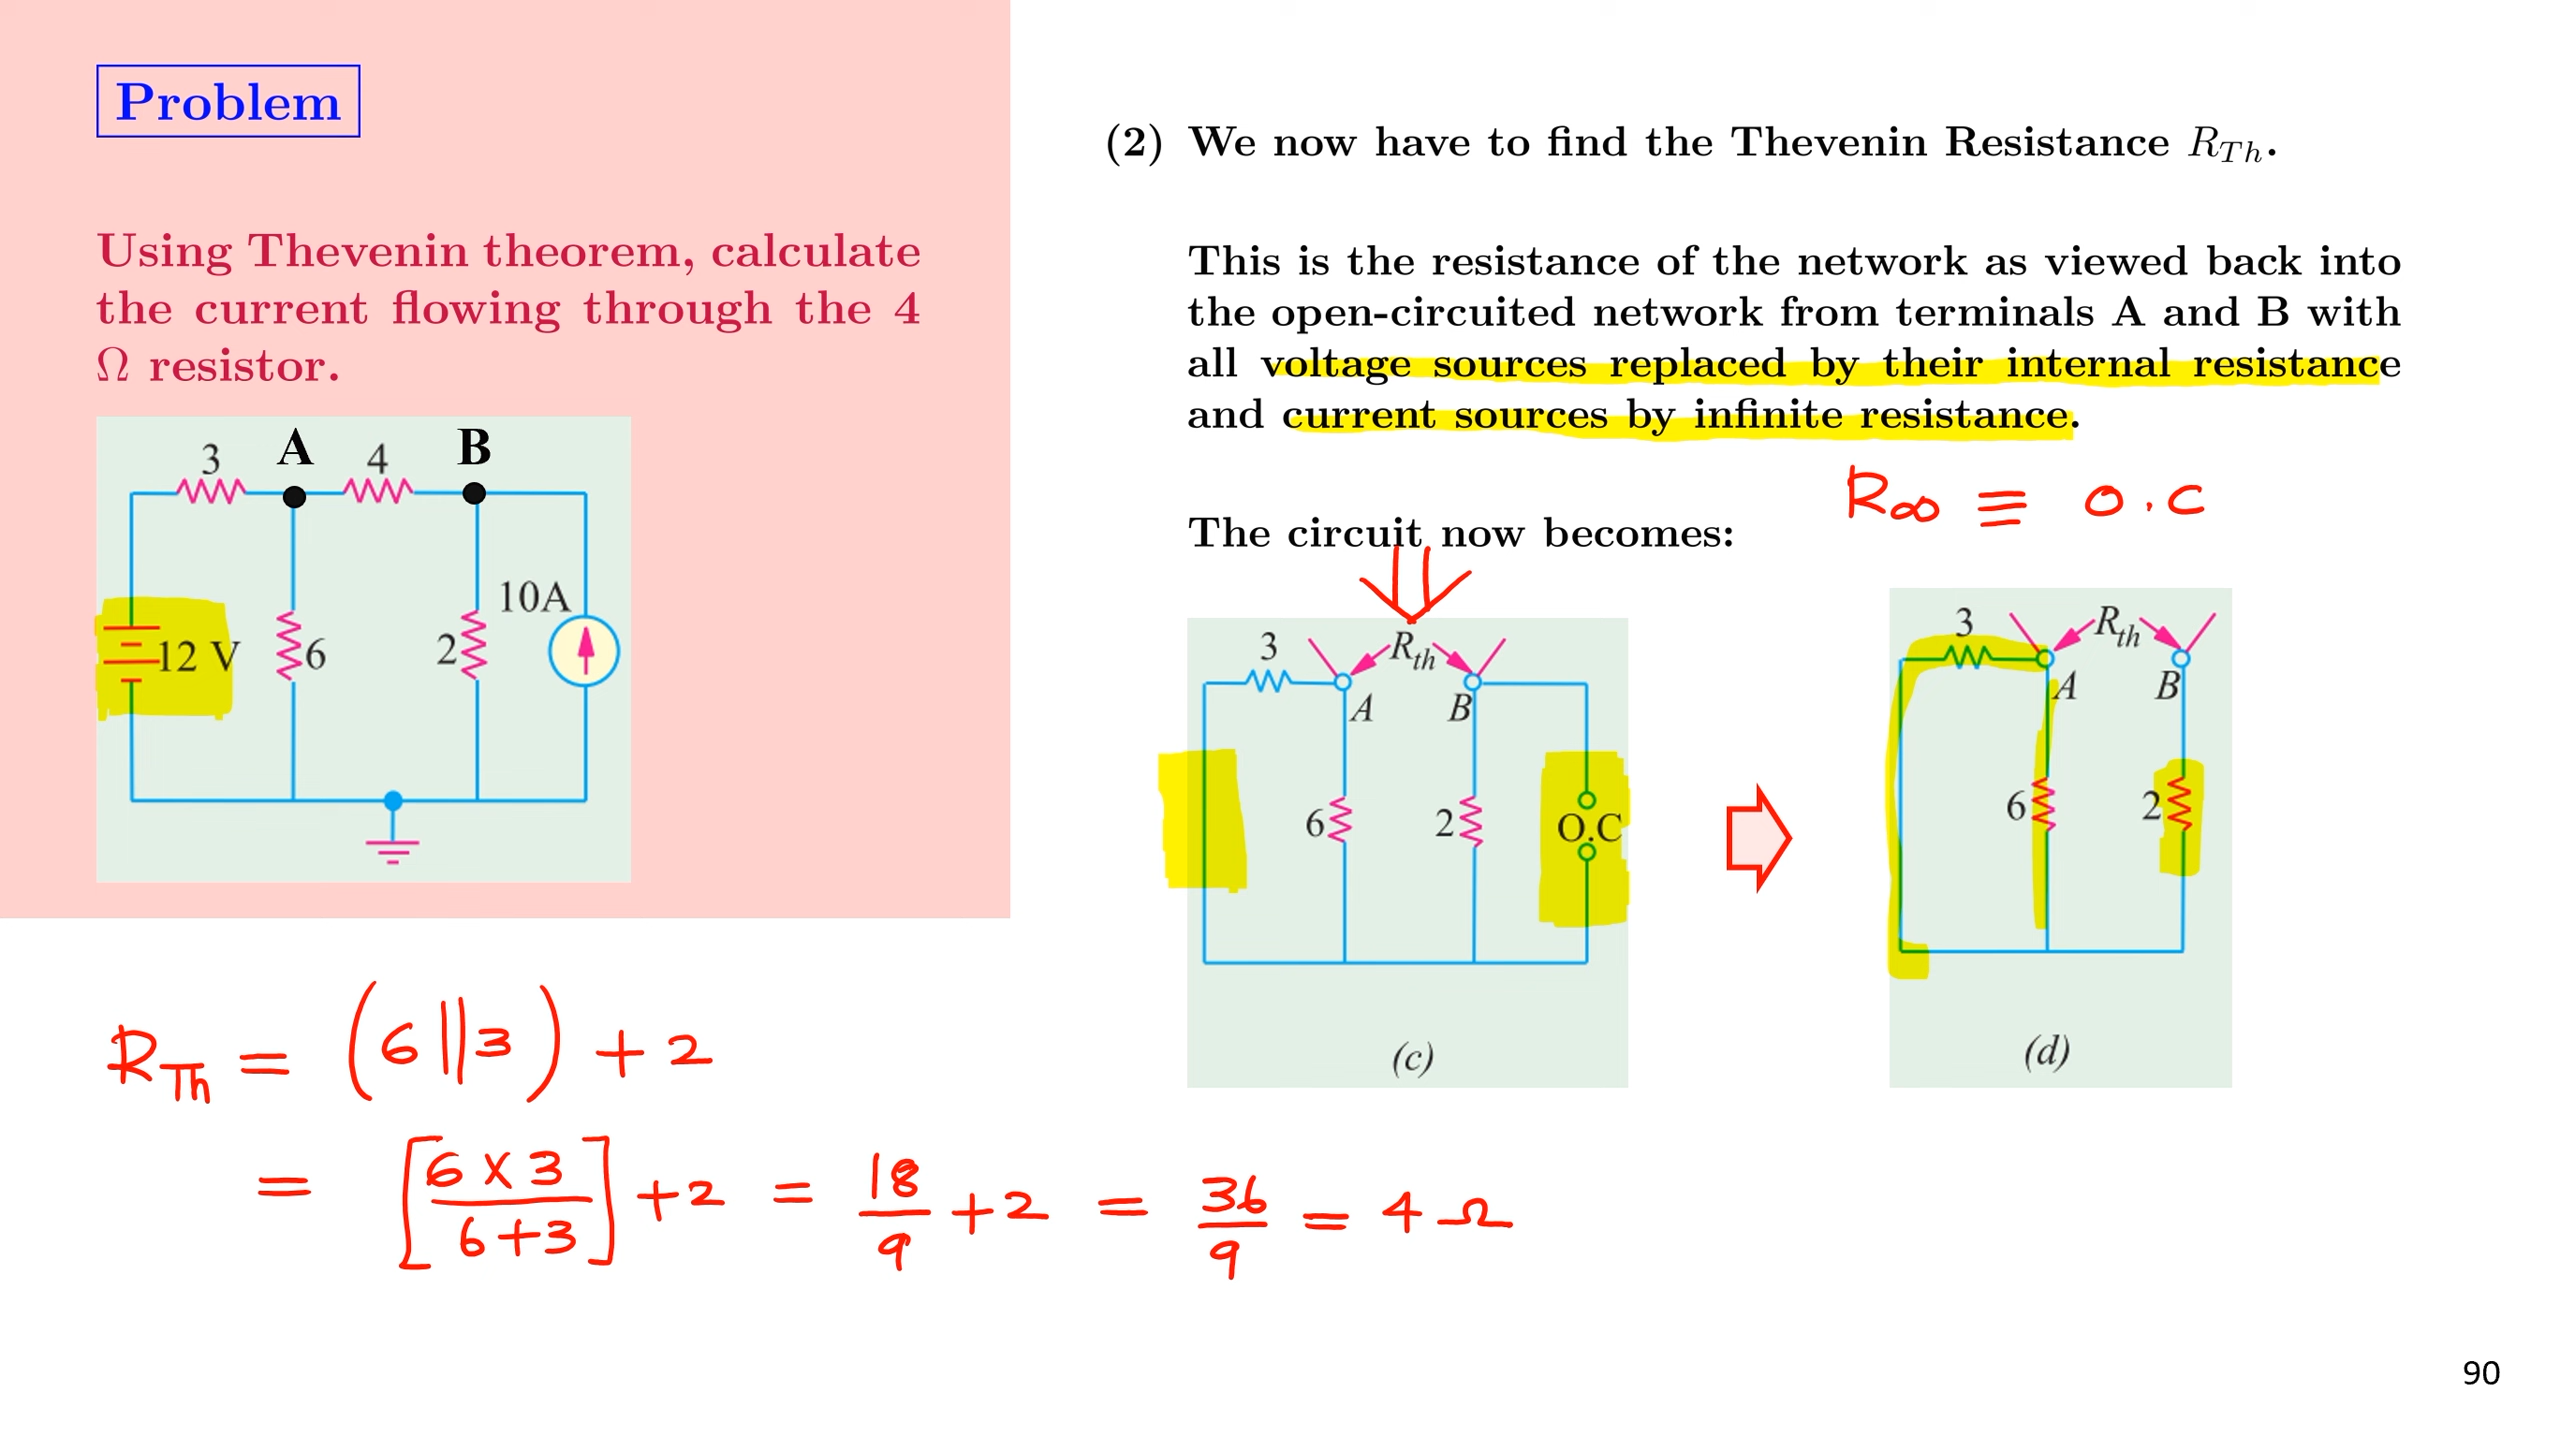 Problem
Using Thevenin theorem, calculate
the current flowing through the 4
Ω resistor.
3 A 4 B
10A
12 V 6 2
(2) We now have to find the Thevenin Resistance R_Th.
This is the resistance of the network as viewed back into
the open-circuited network from terminals A and B with
all voltage sources replaced by their internal resistance
and current sources by infinite resistance.
R∞ ≡ O.C
The circuit now becomes:
3 R_th
A B
6 2 O.C
(c)
3 R_th
A B
6 2
(d)
R_Th = (6||3) + 2
= [6 × 3 / 6+3] + 2 = 18/9 + 2 = 36/9 = 4 Ω
90